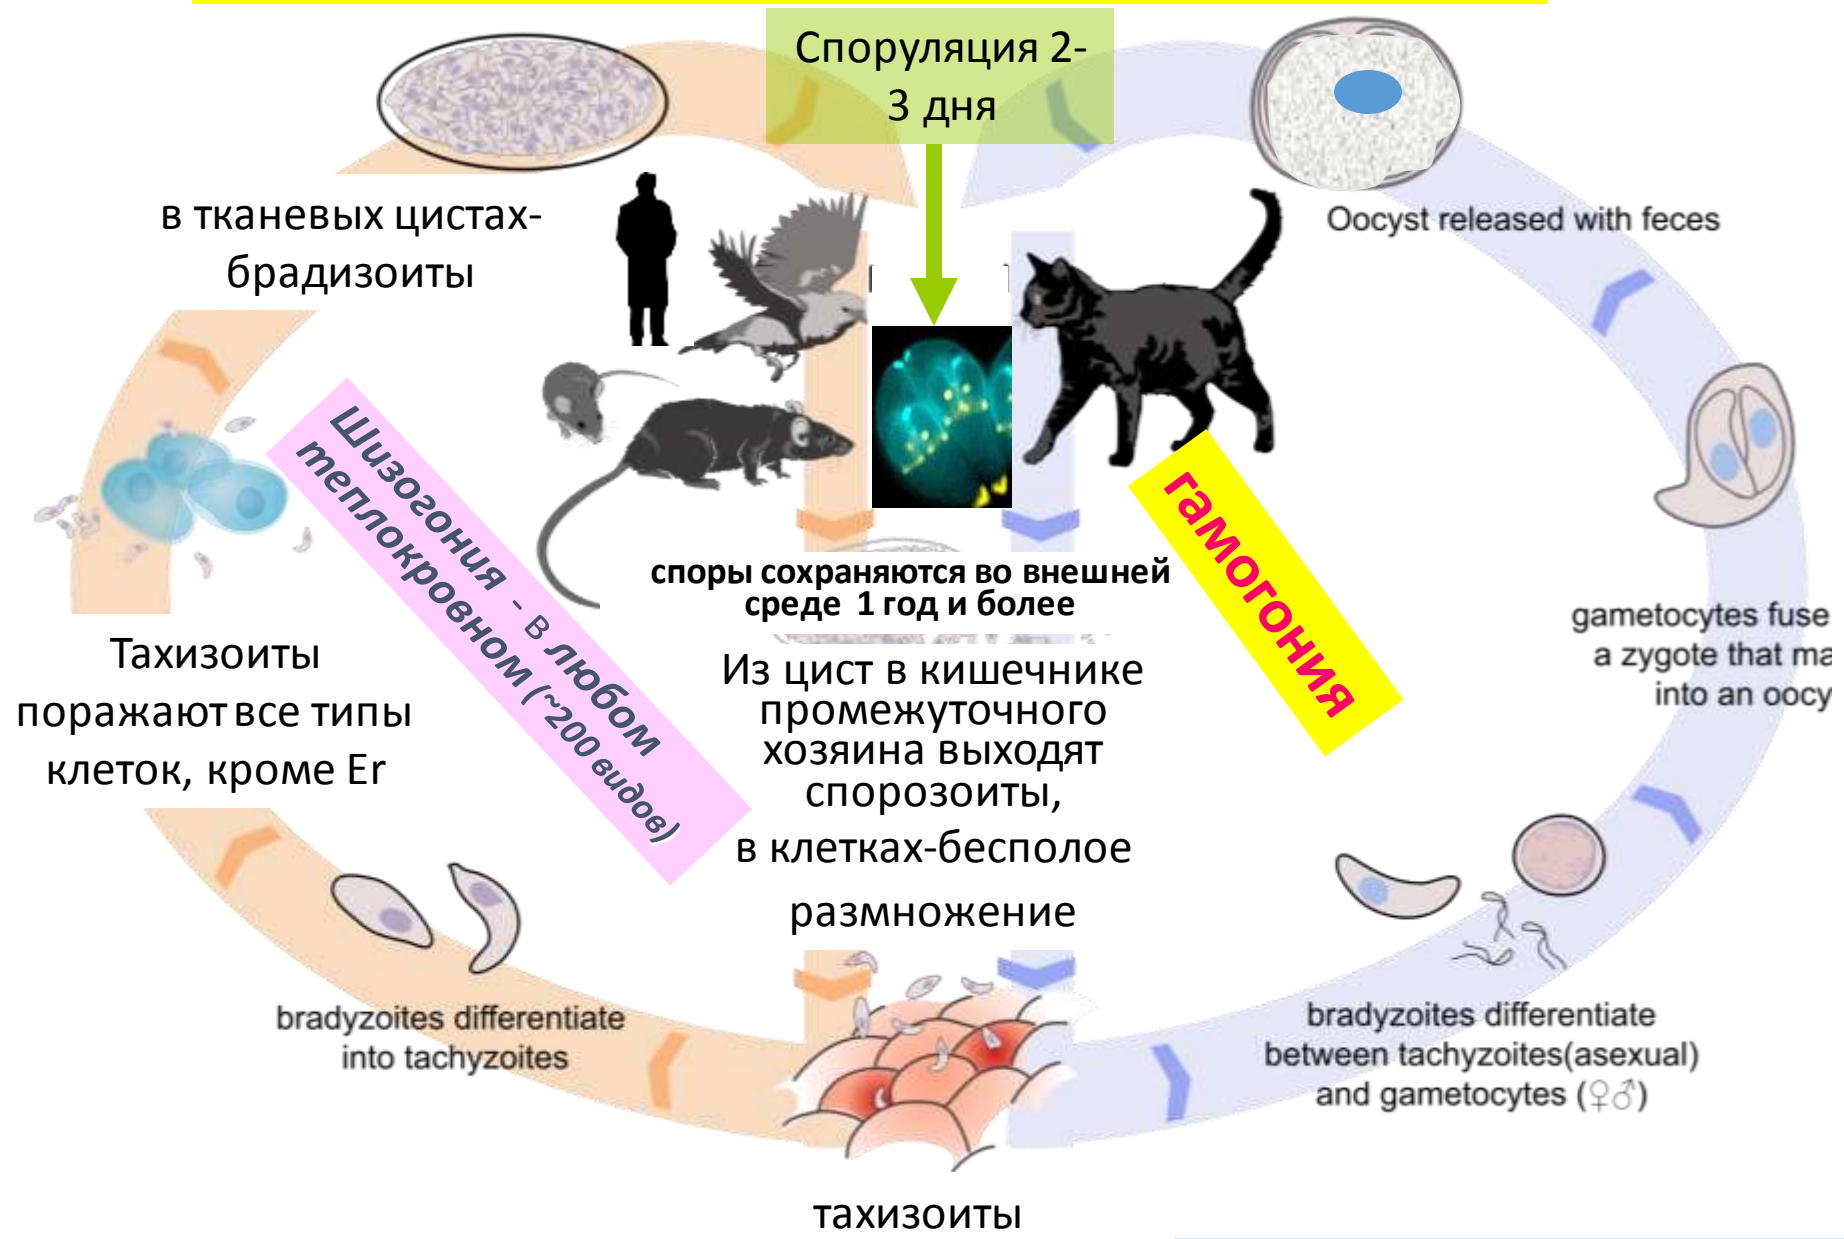 Споруляция 2-
3 дня
в тканевых цистах-
брадизоиты
Oocyst released with feces
Шизогония - в любом
теплокровном (~200 видов)
гамогония
споры сохраняются во внешней
среде 1 год и более
Тахизоиты
поражают все типы
клеток, кроме Er
Из цист в кишечнике
промежуточного
хозяина выходят
спорозоиты,
в клетках-бесполое
размножение
gametocytes fuse
a zygote that ma
into an oocy
bradyzoites differentiate
into tachyzoites
bradyzoites differentiate
between tachyzoites(asexual)
and gametocytes (♀♂)
тахизоиты